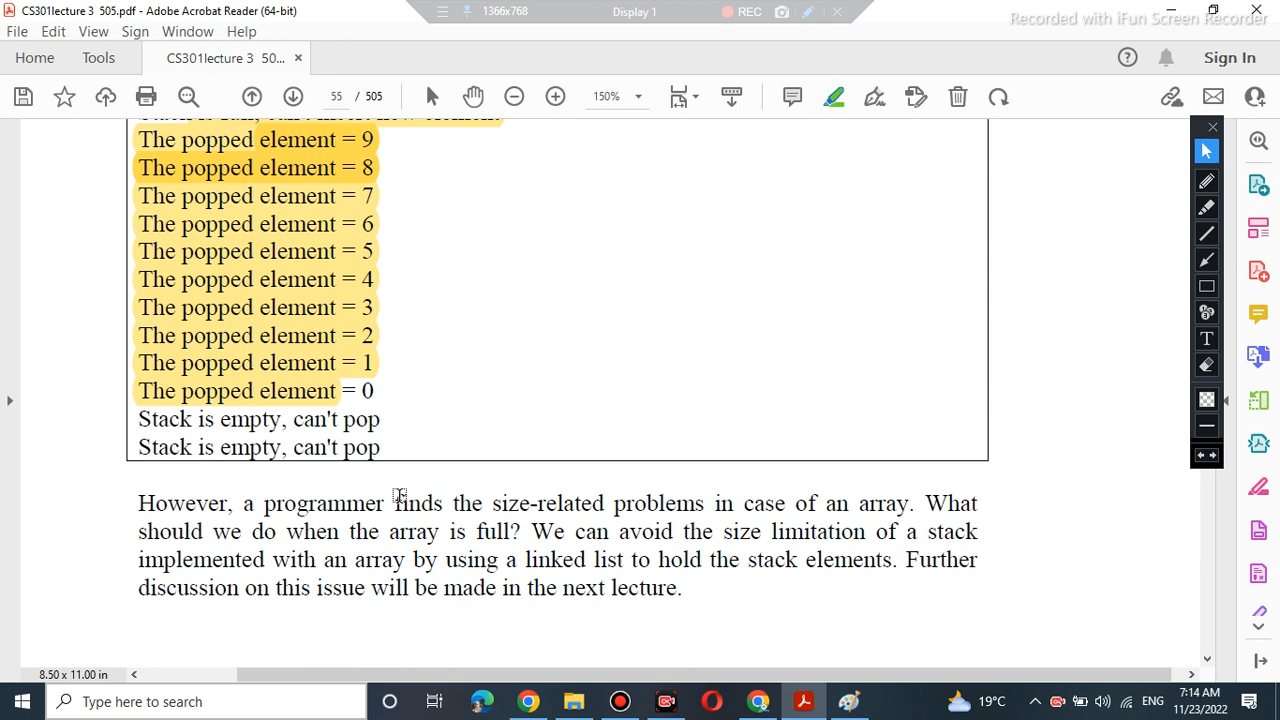 CS301lecture 3 505.pdf - Adobe Acrobat Reader (64-bit)
1366x768
Display 1
REC
Recorded with iFun Screen Recorder
File Edit View Sign Window Help
Home Tools CS301lecture 3 50... ×
Sign In
55 / 505
150%
The popped element = 9
The popped element = 8
The popped element = 7
The popped element = 6
The popped element = 5
The popped element = 4
The popped element = 3
The popped element = 2
The popped element = 1
The popped element = 0
Stack is empty, can't pop
Stack is empty, can't pop
However, a programmer finds the size-related problems in case of an array. What
should we do when the array is full? We can avoid the size limitation of a stack
implemented with an array by using a linked list to hold the stack elements. Further
discussion on this issue will be made in the next lecture.
8.50 x 11.00 in
Type here to search
19°C
ENG
7:14 AM
11/23/2022